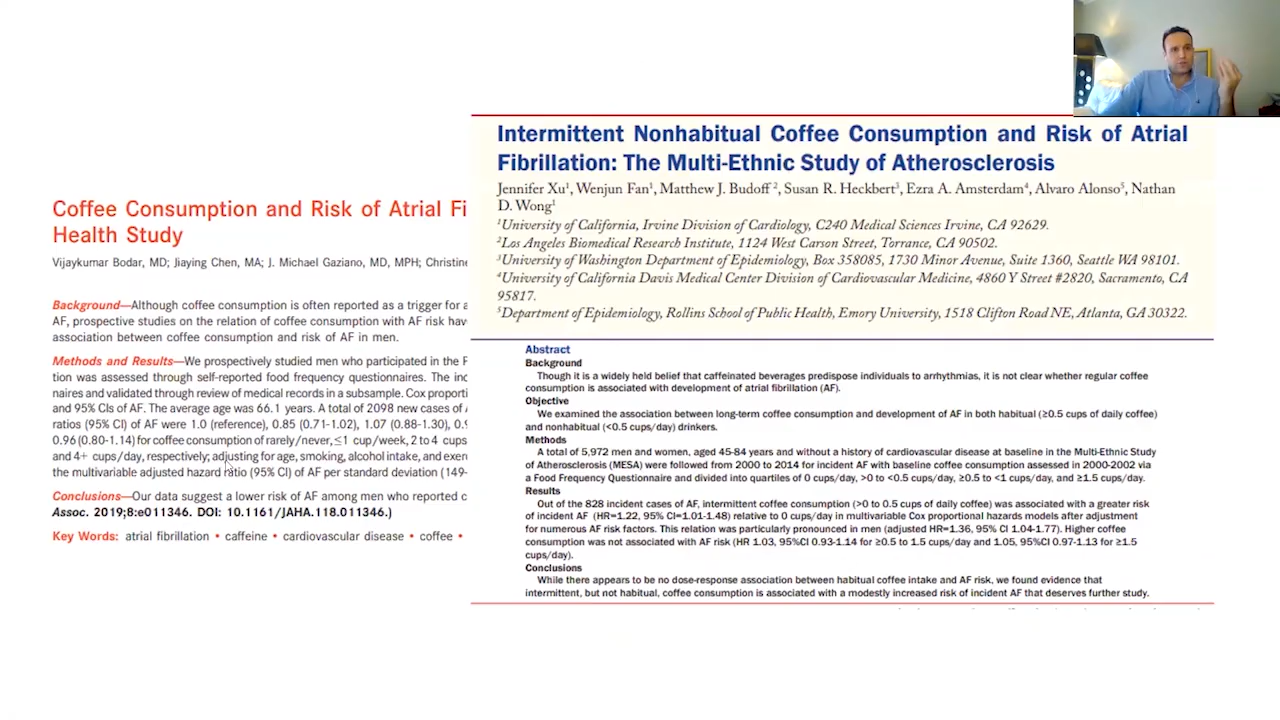 Coffee Consumption and Risk of Atrial Fi
Health Study
Vijaykumar Bodar, MD; Jiaying Chen, MA; J. Michael Gaziano, MD, MPH; Christine
Background—Although coffee consumption is often reported as a trigger for a
AF, prospective studies on the relation of coffee consumption with AF risk hav
association between coffee consumption and risk of AF in men.
Methods and Results—We prospectively studied men who participated in the P
tion was assessed through self-reported food frequency questionnaires. The inc
naires and validated through review of medical records in a subsample. Cox proporti
and 95% CIs of AF. The average age was 66.1 years. A total of 2098 new cases of
ratios (95% CI) of AF were 1.0 (reference), 0.85 (0.71-1.02), 1.07 (0.88-1.30), 0.9
0.96 (0.80-1.14) for coffee consumption of rarely/never, ≤1 cup/week, 2 to 4 cups
and 4+ cups/day, respectively; adjusting for age, smoking, alcohol intake, and exer
the multivariable adjusted hazard ratio (95% CI) of AF per standard deviation (149-
Conclusions—Our data suggest a lower risk of AF among men who reported c
Assoc. 2019;8:e011346. DOI: 10.1161/JAHA.118.011346.)
Key Words: atrial fibrillation • caffeine • cardiovascular disease • coffee •
Intermittent Nonhabitual Coffee Consumption and Risk of Atrial
Fibrillation: The Multi-Ethnic Study of Atherosclerosis
Jennifer Xu1, Wenjun Fan1, Matthew J. Budoff 2, Susan R. Heckbert3, Ezra A. Amsterdam4, Alvaro Alonso5, Nathan
D. Wong1
1University of California, Irvine Division of Cardiology, C240 Medical Sciences Irvine, CA 92629.
2Los Angeles Biomedical Research Institute, 1124 West Carson Street, Torrance, CA 90502.
3University of Washington Department of Epidemiology, Box 358085, 1730 Minor Avenue, Suite 1360, Seattle WA 98101.
4University of California Davis Medical Center Division of Cardiovascular Medicine, 4860 Y Street #2820, Sacramento, CA
95817.
5Department of Epidemiology, Rollins School of Public Health, Emory University, 1518 Clifton Road NE, Atlanta, GA 30322.
Abstract
Background
Though it is a widely held belief that caffeinated beverages predispose individuals to arrhythmias, it is not clear whether regular coffee
consumption is associated with development of atrial fibrillation (AF).
Objective
We examined the association between long-term coffee consumption and development of AF in both habitual (≥0.5 cups of daily coffee)
and nonhabitual (<0.5 cups/day) drinkers.
Methods
A total of 5,972 men and women, aged 45-84 years and without a history of cardiovascular disease at baseline in the Multi-Ethnic Study
of Atherosclerosis (MESA) were followed from 2000 to 2014 for incident AF with baseline coffee consumption assessed in 2000-2002 via
a Food Frequency Questionnaire and divided into quartiles of 0 cups/day, >0 to <0.5 cups/day, ≥0.5 to <1 cups/day, and ≥1.5 cups/day.
Results
Out of the 828 incident cases of AF, intermittent coffee consumption (>0 to 0.5 cups of daily coffee) was associated with a greater risk
of incident AF (HR=1.22, 95% CI=1.01-1.48) relative to 0 cups/day in multivariable Cox proportional hazards models after adjustment
for numerous AF risk factors. This relation was particularly pronounced in men (adjusted HR=1.36, 95% CI 1.04-1.77). Higher coffee
consumption was not associated with AF risk (HR 1.03, 95%CI 0.93-1.14 for ≥0.5 to 1.5 cups/day and 1.05, 95%CI 0.97-1.13 for ≥1.5
cups/day).
Conclusions
While there appears to be no dose-response association between habitual coffee intake and AF risk, we found evidence that
intermittent, but not habitual, coffee consumption is associated with a modestly increased risk of incident AF that deserves further study.